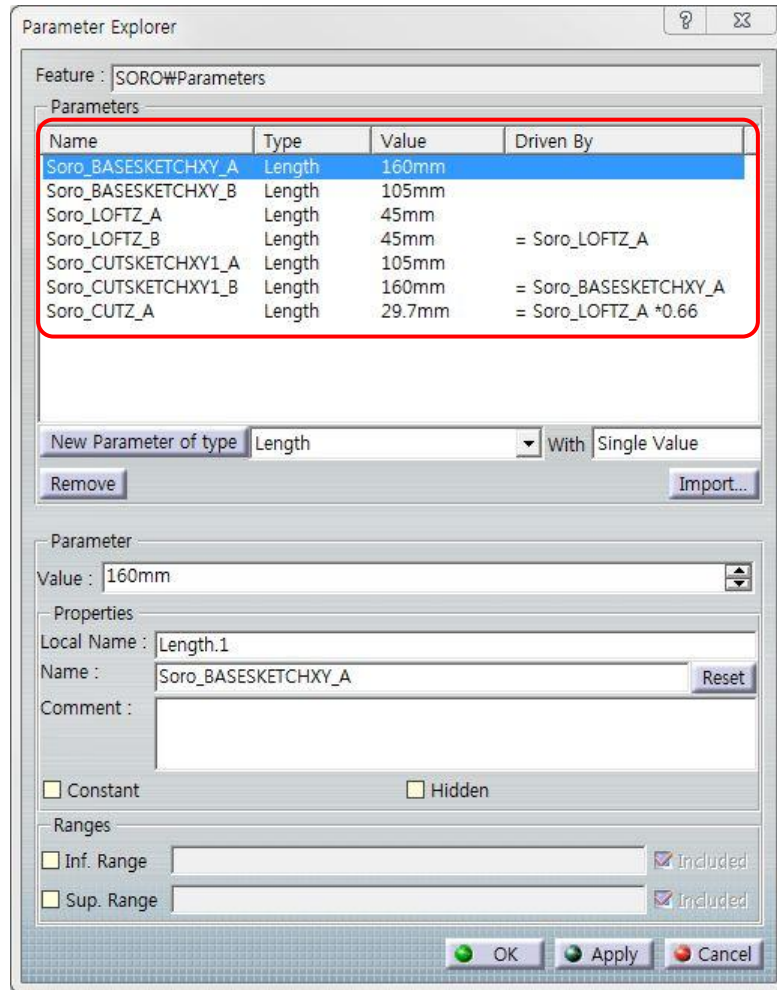 Parameter Explorer
Feature : SORO₩Parameters
Parameters
Name Type Value Driven By
Soro_BASESKETCHXY_A Length 160mm
Soro_BASESKETCHXY_B Length 105mm
Soro_LOFTZ_A Length 45mm
Soro_LOFTZ_B Length 45mm = Soro_LOFTZ_A
Soro_CUTSKETCHXY1_A Length 105mm
Soro_CUTSKETCHXY1_B Length 160mm = Soro_BASESKETCHXY_A
Soro_CUTZ_A Length 29.7mm = Soro_LOFTZ_A *0.66
New Parameter of type Length With Single Value
Remove Import...
Parameter
Value : 160mm
Properties
Local Name : Length.1
Name : Soro_BASESKETCHXY_A Reset
Comment :
Constant Hidden
Ranges
Inf. Range Included
Sup. Range Included
OK Apply Cancel